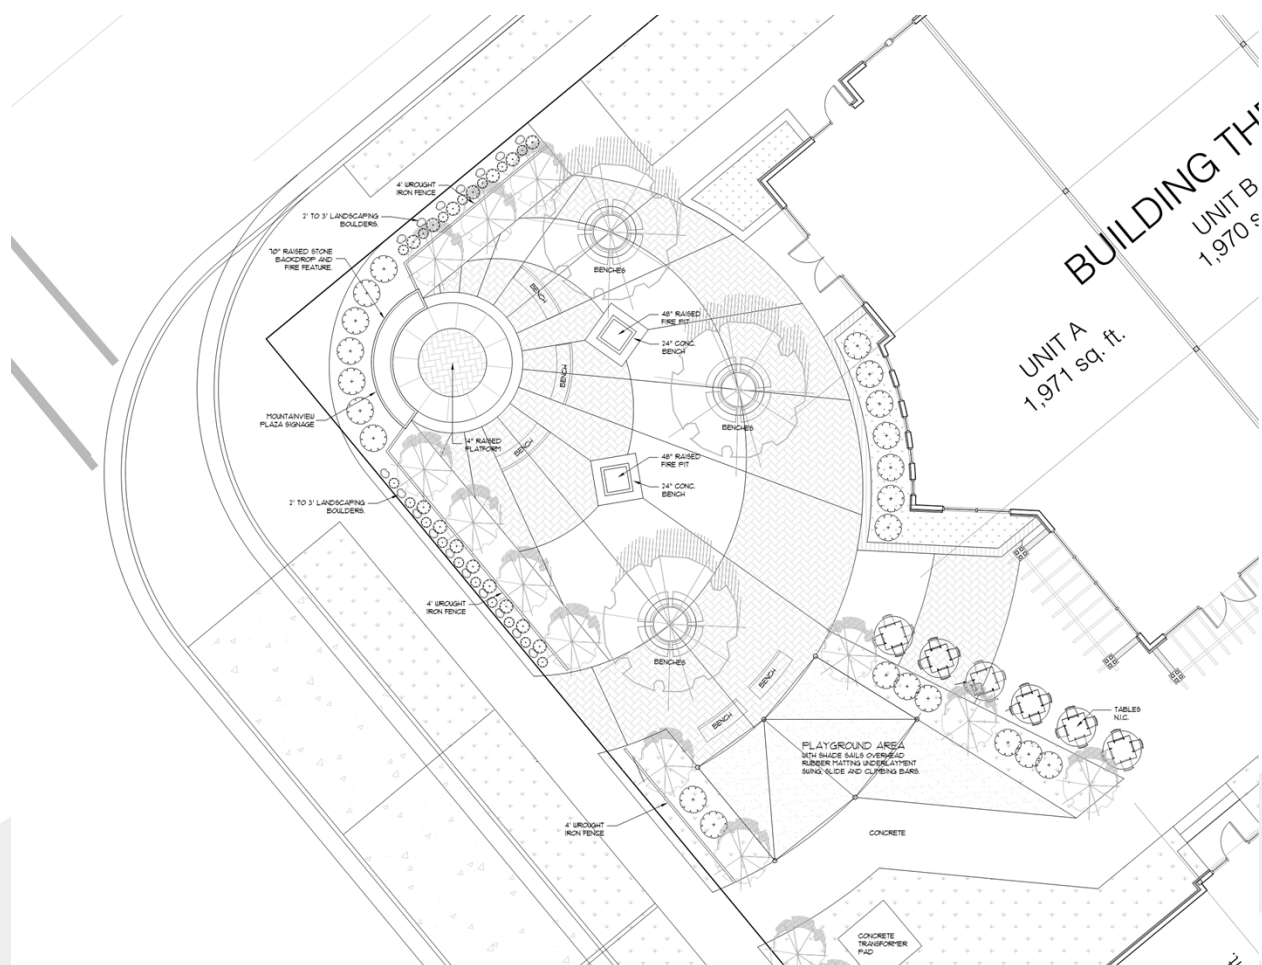 BUILDING TH
UNIT B
1,970 s
UNIT A
1,971 sq. ft.
4' WROUGHT
IRON FENCE
2' TO 3' LANDSCAPING
BOULDERS.
RAISED STONE
BACKDROP AND
FIRE FEATURE.
BENCHES
BENCH
48" RAISED
FIRE PIT
24" CONC.
BENCH
BENCH
MOUNTAINVIEW
PLAZA SIGNAGE
BENCHES
14" RAISED
PLATFORM
BENCH
48" RAISED
FIRE PIT
24" CONC.
BENCH
2' TO 3' LANDSCAPING
BOULDERS.
4' WROUGHT
IRON FENCE
BENCHES
BENCH
BENCH
TABLES
N.I.C.
PLAYGROUND AREA
WITH SHADE SAILS OVERHEAD
RUBBER MATTING UNDERLAYMENT
SWING, SLIDE AND CLIMBING BARS.
4' WROUGHT
IRON FENCE
CONCRETE
CONCRETE
TRANSFORMER
PAD